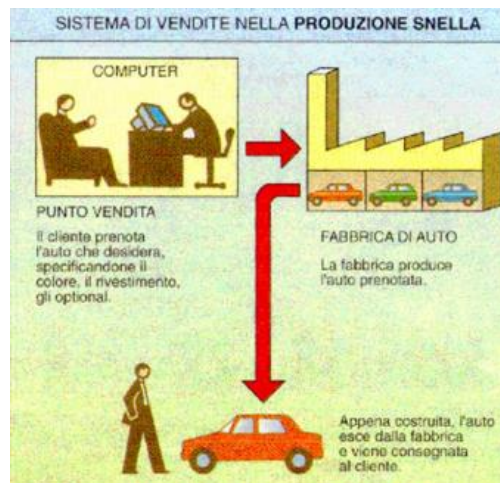 SISTEMA DI VENDITE NELLA PRODUZIONE SNELLA
COMPUTER
PUNTO VENDITA
Il cliente prenota
l'auto che desidera,
specificandone il
colore, il rivestimento,
gli optional.
FABBRICA DI AUTO
La fabbrica produce
l'auto prenotata.
Appena costruita, l'auto
esce dalla fabbrica
e viene consegnata
al cliente.